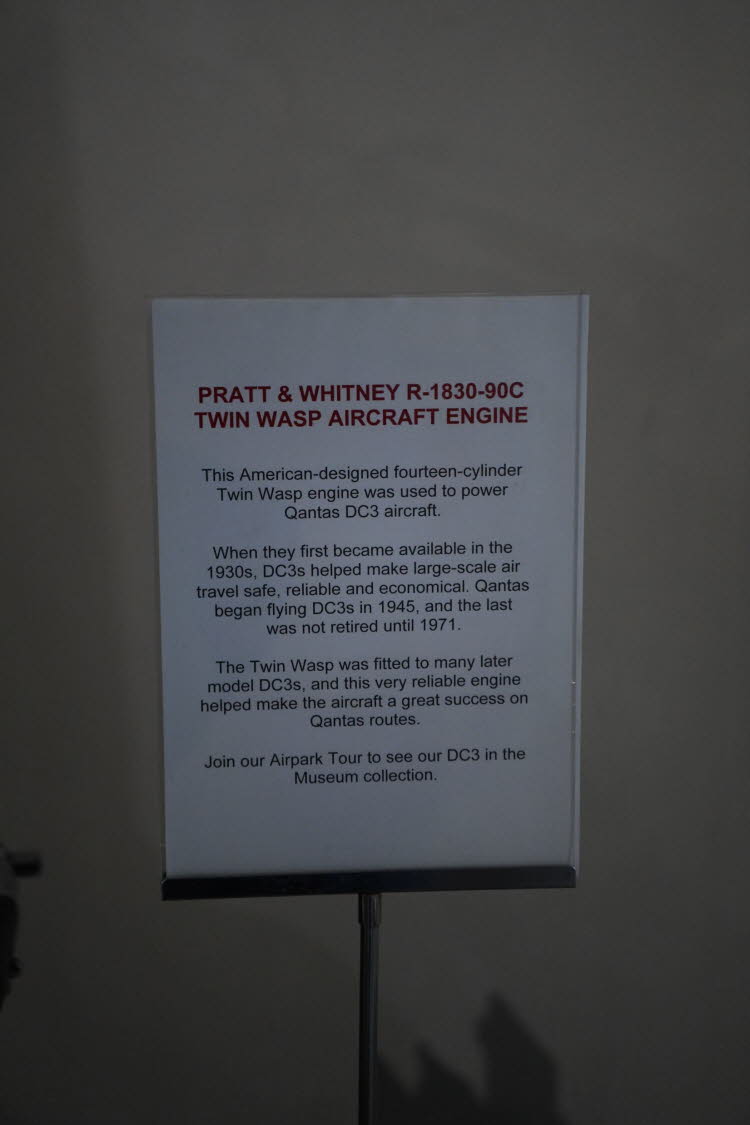 PRATT & WHITNEY R-1830-90C
TWIN WASP AIRCRAFT ENGINE
This American-designed fourteen-cylinder
Twin Wasp engine was used to power
Qantas DC3 aircraft.
When they first became available in the
1930s, DC3s helped make large-scale air
travel safe, reliable and economical. Qantas
began flying DC3s in 1945, and the last
was not retired until 1971.
The Twin Wasp was fitted to many later
model DC3s, and this very reliable engine
helped make the aircraft a great success on
Qantas routes.
Join our Airpark Tour to see our DC3 in the
Museum collection.